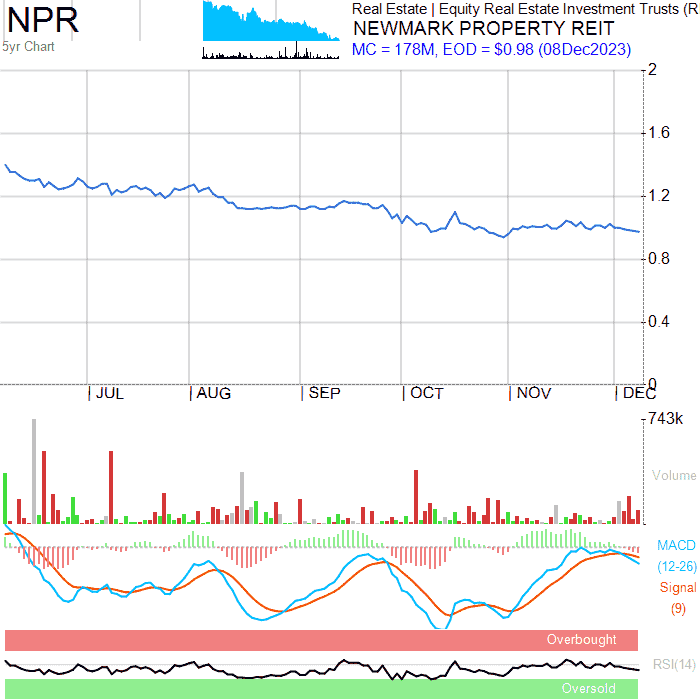 NPR
5yr Chart
Real Estate | Equity Real Estate Investment Trusts (R
NEWMARK PROPERTY REIT
MC = 178M, EOD = $0.98 (08Dec2023)
2
1.6
1.2
0.8
0.4
0
JUL AUG SEP OCT NOV DEC
743k
Volume
MACD
(12-26)
Signal
(9)
Overbought
RSI(14)
Oversold